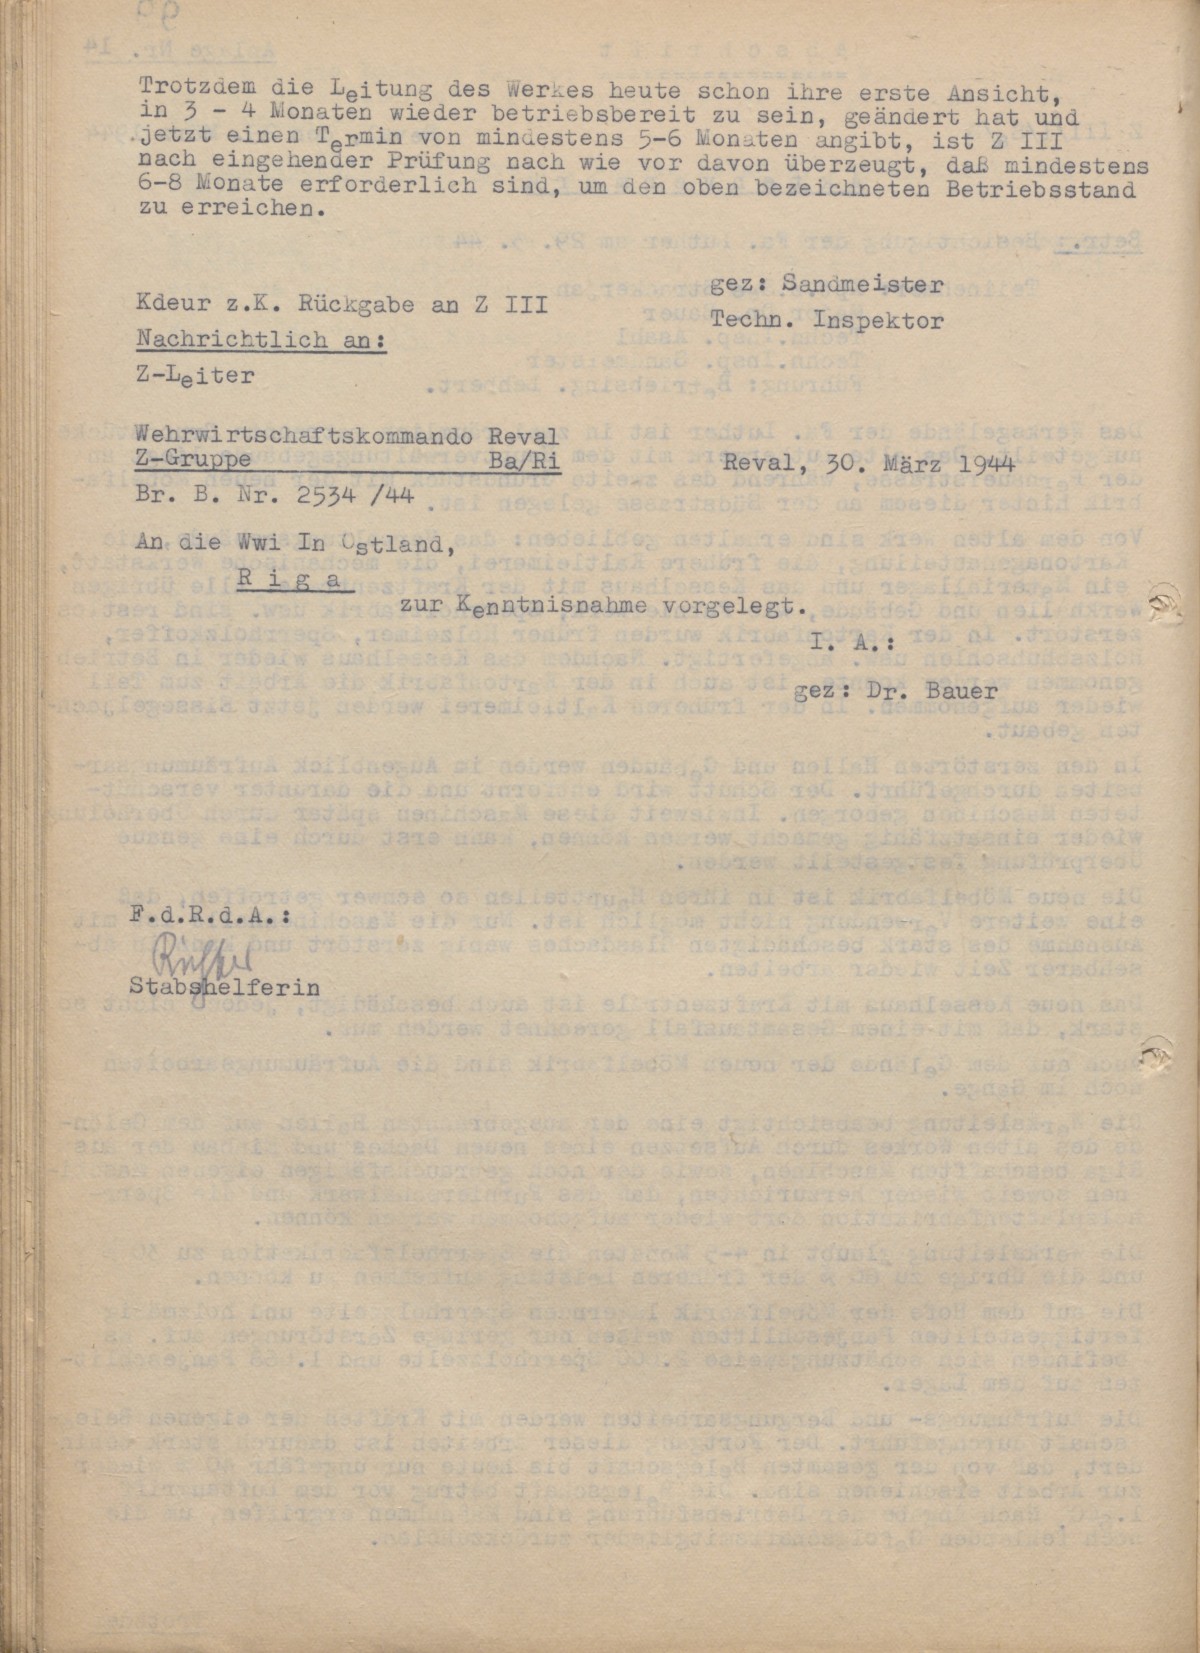 Trotzdem die Leitung des Werkes heute schon ihre erste Ansicht,
in 3 - 4 Monaten wieder betriebsbereit zu sein, geändert hat und
jetzt einen Termin von mindestens 5-6 Monaten angibt, ist Z III
nach eingehender Prüfung nach wie vor davon überzeugt, daß mindestens
6-8 Monate erforderlich sind, um den oben bezeichneten Betriebsstand
zu erreichen.
gez: Sandmeister
Techn. Inspektor
Kdeur z.K. Rückgabe an Z III
Nachrichtlich an:
Z-Leiter
Wehrwirtschaftskommando Reval
Z-Gruppe Ba/Ri
Reval, 30. März 1944
Br. B. Nr. 2534 /44
An die Wwi In Ostland,
R i g a
zur Kenntnisnahme vorgelegt.
I. A.:
gez: Dr. Bauer
F.d.R.d.A.:
Stabshelferin